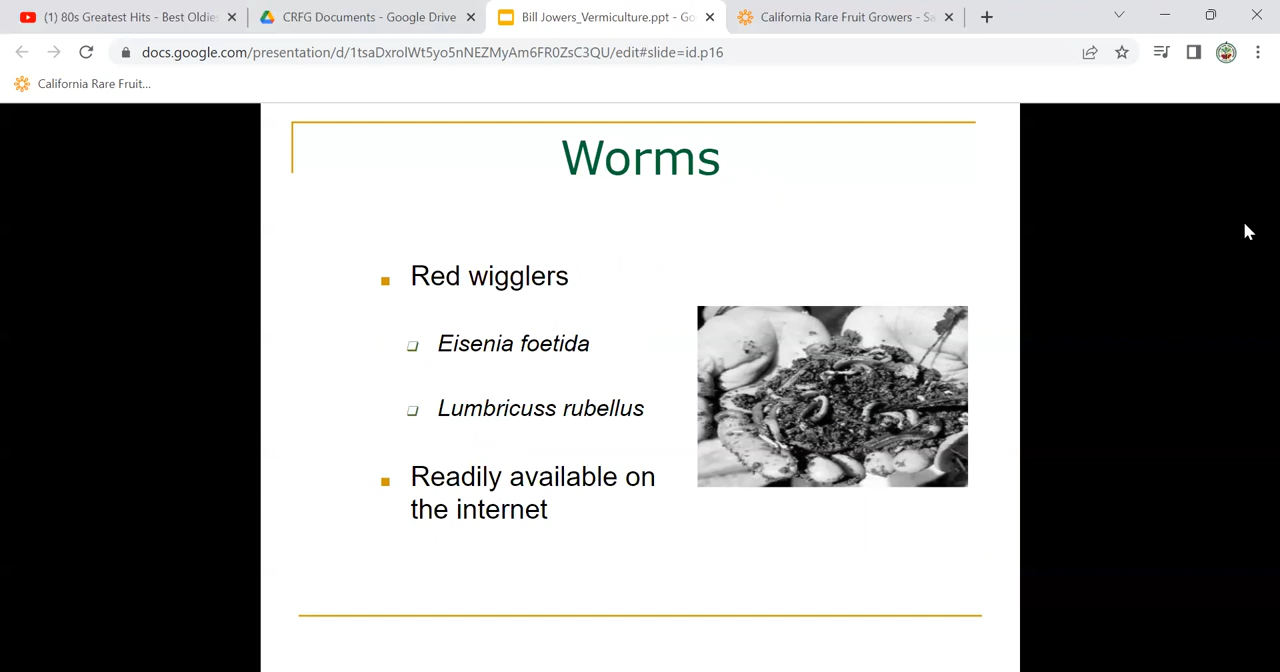 (1) 80s Greatest Hits - Best Oldie
CRFG Documents - Google Drive
Bill Jowers_Vermiculture.ppt - Go
California Rare Fruit Growers - Sa
docs.google.com/presentation/d/1tsaDxrolWt5yo5nNEZMyAm6FR0ZsC3QU/edit#slide=id.p16
California Rare Fruit...
Worms
Red wigglers
Eisenia foetida
Lumbricuss rubellus
Readily available on
the internet